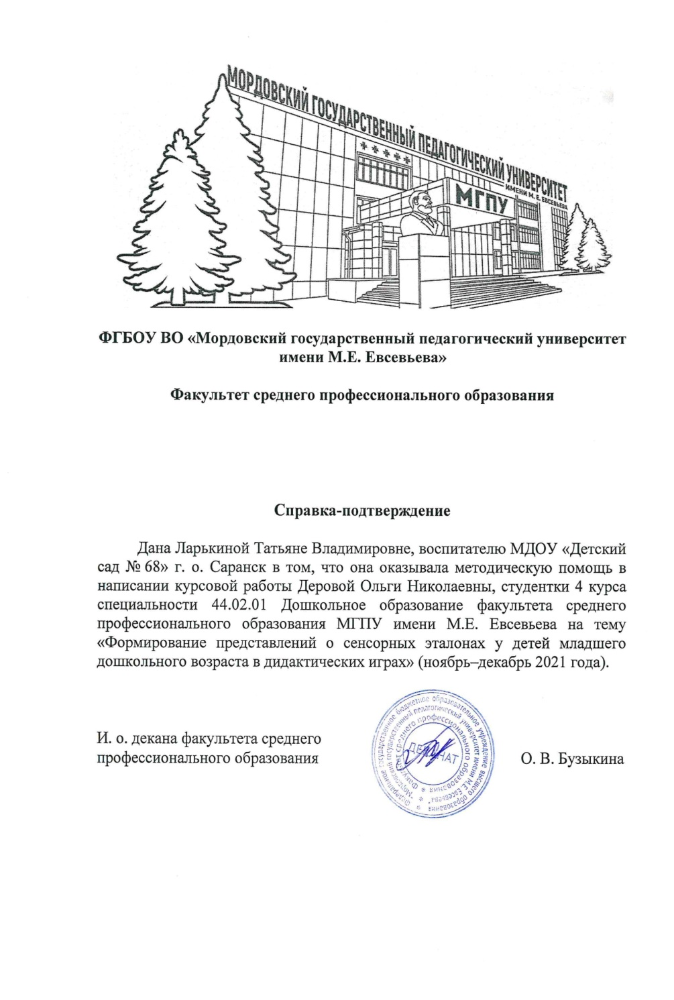 МОРДОВСКИЙ ГОСУДАРСТВЕННЫЙ ПЕДАГОГИЧЕСКИЙ УНИВЕРСИТЕТ
ИМЕНИ М. Е. ЕВСЕВЬЕВА
МГПУ
ФГБОУ ВО «Мордовский государственный педагогический университет
имени М.Е. Евсевьева»
Факультет среднего профессионального образования
Справка-подтверждение
Дана Ларькиной Татьяне Владимировне, воспитателю МДОУ «Детский
сад № 68» г. о. Саранск в том, что она оказывала методическую помощь в
написании курсовой работы Деровой Ольги Николаевны, студентки 4 курса
специальности 44.02.01 Дошкольное образование факультета среднего
профессионального образования МГПУ имени М.Е. Евсевьева на тему
«Формирование представлений о сенсорных эталонах у детей младшего
дошкольного возраста в дидактических играх» (ноябрь–декабрь 2021 года).
И. о. декана факультета среднего
профессионального образования
О. В. Бузыкина
Федеральное государственное бюджетное образовательное учреждение высшего образования
"Мордовский государственный педагогический университет имени М.Е. Евсевьева"
Факультет среднего профессионального образования
ДЕКАНАТ